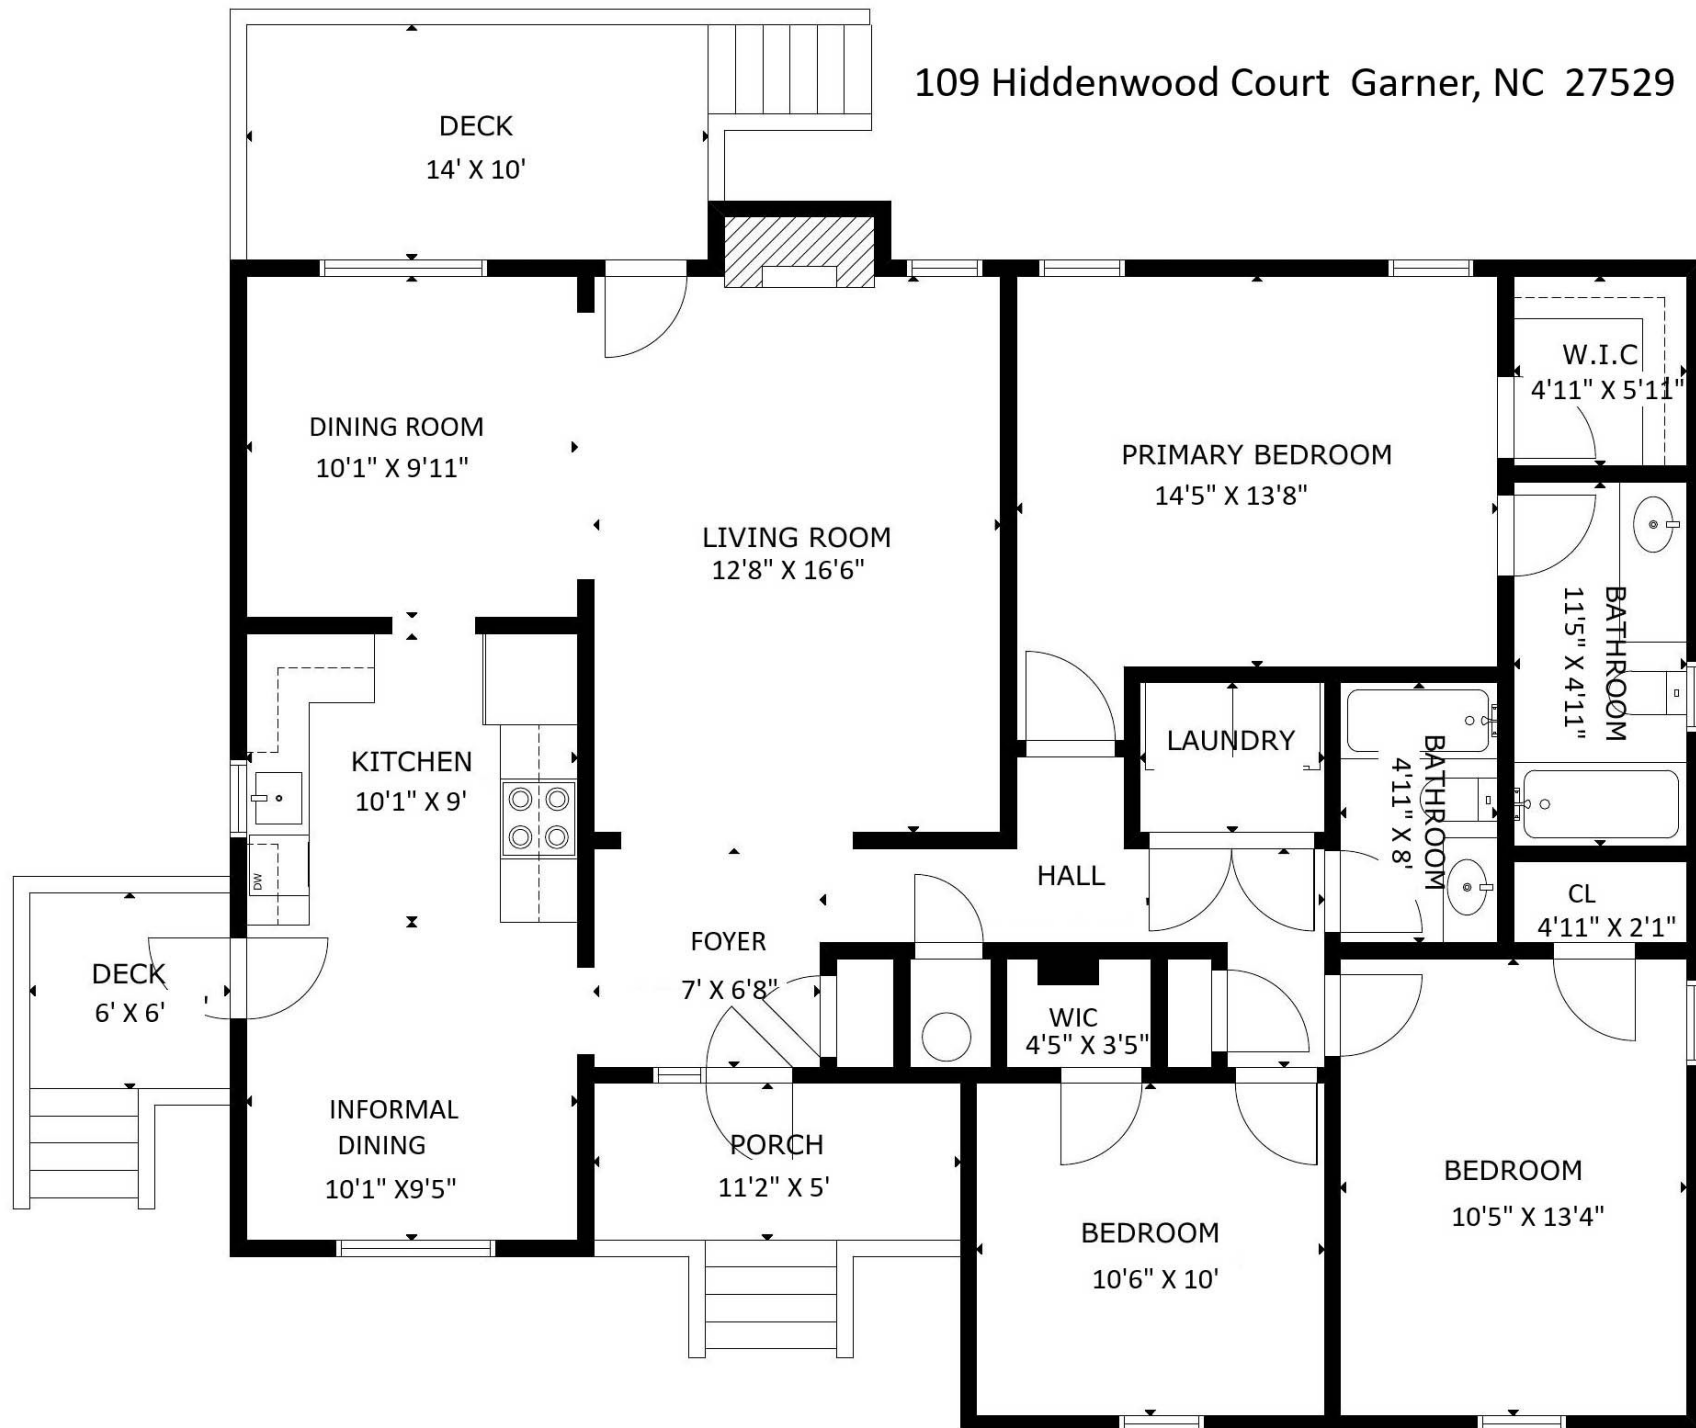 109 Hiddenwood Court Garner, NC 27529
DECK
14' X 10'
W.I.C
4'11" X 5'11"
DINING ROOM
10'1" X 9'11"
PRIMARY BEDROOM
14'5" X 13'8"
LIVING ROOM
12'8" X 16'6"
BATHROOM
11'5" X 4'11"
KITCHEN
10'1" X 9'
LAUNDRY
BATHROOM
4'11" X 8'
DW
HALL
CL
4'11" X 2'1"
FOYER
7' X 6'8"
DECK
6' X 6'
WIC
4'5" X 3'5"
INFORMAL
DINING
10'1" X9'5"
PORCH
11'2" X 5'
BEDROOM
10'6" X 10'
BEDROOM
10'5" X 13'4"